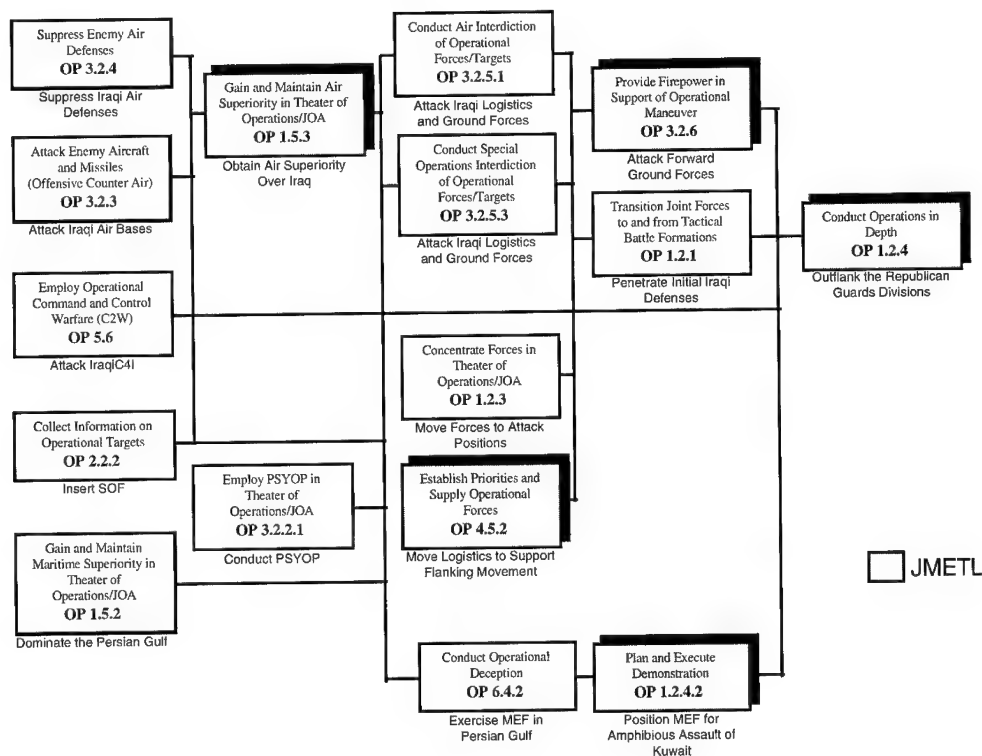 Suppress Enemy Air
Defenses
OP 3.2.4
Suppress Iraqi Air
Defenses
Attack Enemy Aircraft
and Missiles
(Offensive Counter Air)
OP 3.2.3
Attack Iraqi Air Bases
Employ Operational
Command and Control
Warfare (C2W)
OP 5.6
Attack IraqiC4I
Collect Information on
Operational Targets
OP 2.2.2
Insert SOF
Gain and Maintain
Maritime Superiority in
Theater of
Operations/JOA
OP 1.5.2
Dominate the Persian Gulf
Gain and Maintain Air
Superiority in Theater of
Operations/JOA
OP 1.5.3
Obtain Air Superiority
Over Iraq
Employ PSYOP in
Theater of
Operations/JOA
OP 3.2.2.1
Conduct PSYOP
Conduct Air Interdiction
of Operational
Forces/Targets
OP 3.2.5.1
Attack Iraqi Logistics
and Ground Forces
Conduct Special
Operations Interdiction
of Operational
Forces/Targets
OP 3.2.5.3
Attack Iraqi Logistics
and Ground Forces
Concentrate Forces in
Theater of
Operations/JOA
OP 1.2.3
Move Forces to Attack
Positions
Establish Priorities and
Supply Operational
Forces
OP 4.5.2
Move Logistics to Support
Flanking Movement
Conduct Operational
Deception
OP 6.4.2
Exercise MEF in
Persian Gulf
Provide Firepower in
Support of Operational
Maneuver
OP 3.2.6
Attack Forward
Ground Forces
Transition Joint Forces
to and from Tactical
Battle Formations
OP 1.2.1
Penetrate Initial Iraqi
Defenses
Plan and Execute
Demonstration
OP 1.2.4.2
Position MEF for
Amphibious Assault of
Kuwait
Conduct Operations in
Depth
OP 1.2.4
Outflank the Republican
Guards Divisions
JMETL